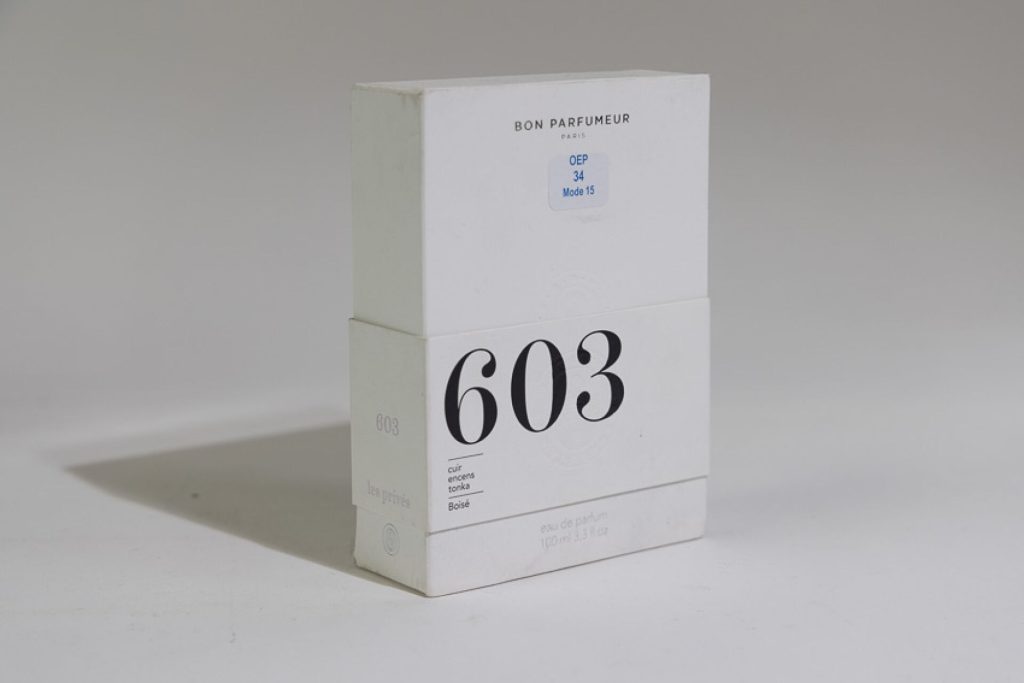 BON PARFUMEUR
PARIS
OEP
34
Mode 15
603
cuir
encens
tonka
Boisé
eau de parfum
100 ml 3,3 fl oz
603
les privés